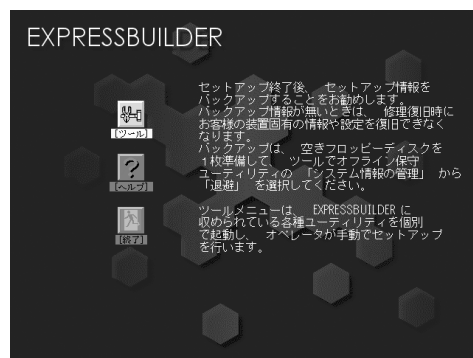 EXPRESSBUILDER
セットアップ終了後、 セットアップ情報を
バックアップすることをお勧めします。
バックアップ情報が無いときは、 修理復旧時に
お客様の装置固有の情報や設定を復旧できなく
なります。
バックアップは、 空きフロッピーディスクを
1枚準備して、 ツールでオフライン保守
ユーティリティの 「システム情報の管理」 から
「退避」 を選択してください。
[ツール]
[ヘルプ]
ツールメニューは、 EXPRESSBUILDER に
収められている各種ユーティリティを個別
で起動し、 オペレータが手動でセットアップ
を行います。
[終了]